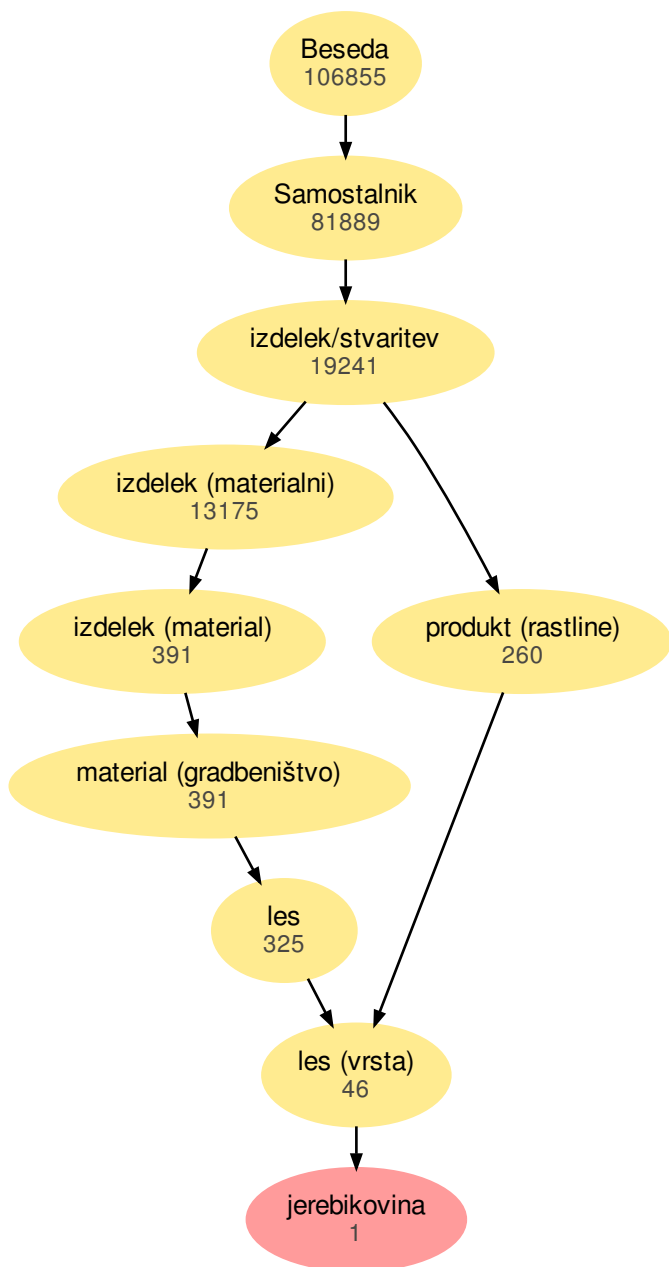 Beseda
106855
Samostalnik
81889
izdelek/stvaritev
19241
izdelek (materialni)
13175
izdelek (material)
391
produkt (rastline)
260
material (gradbeništvo)
391
les
325
les (vrsta)
46
jerebikovina
1